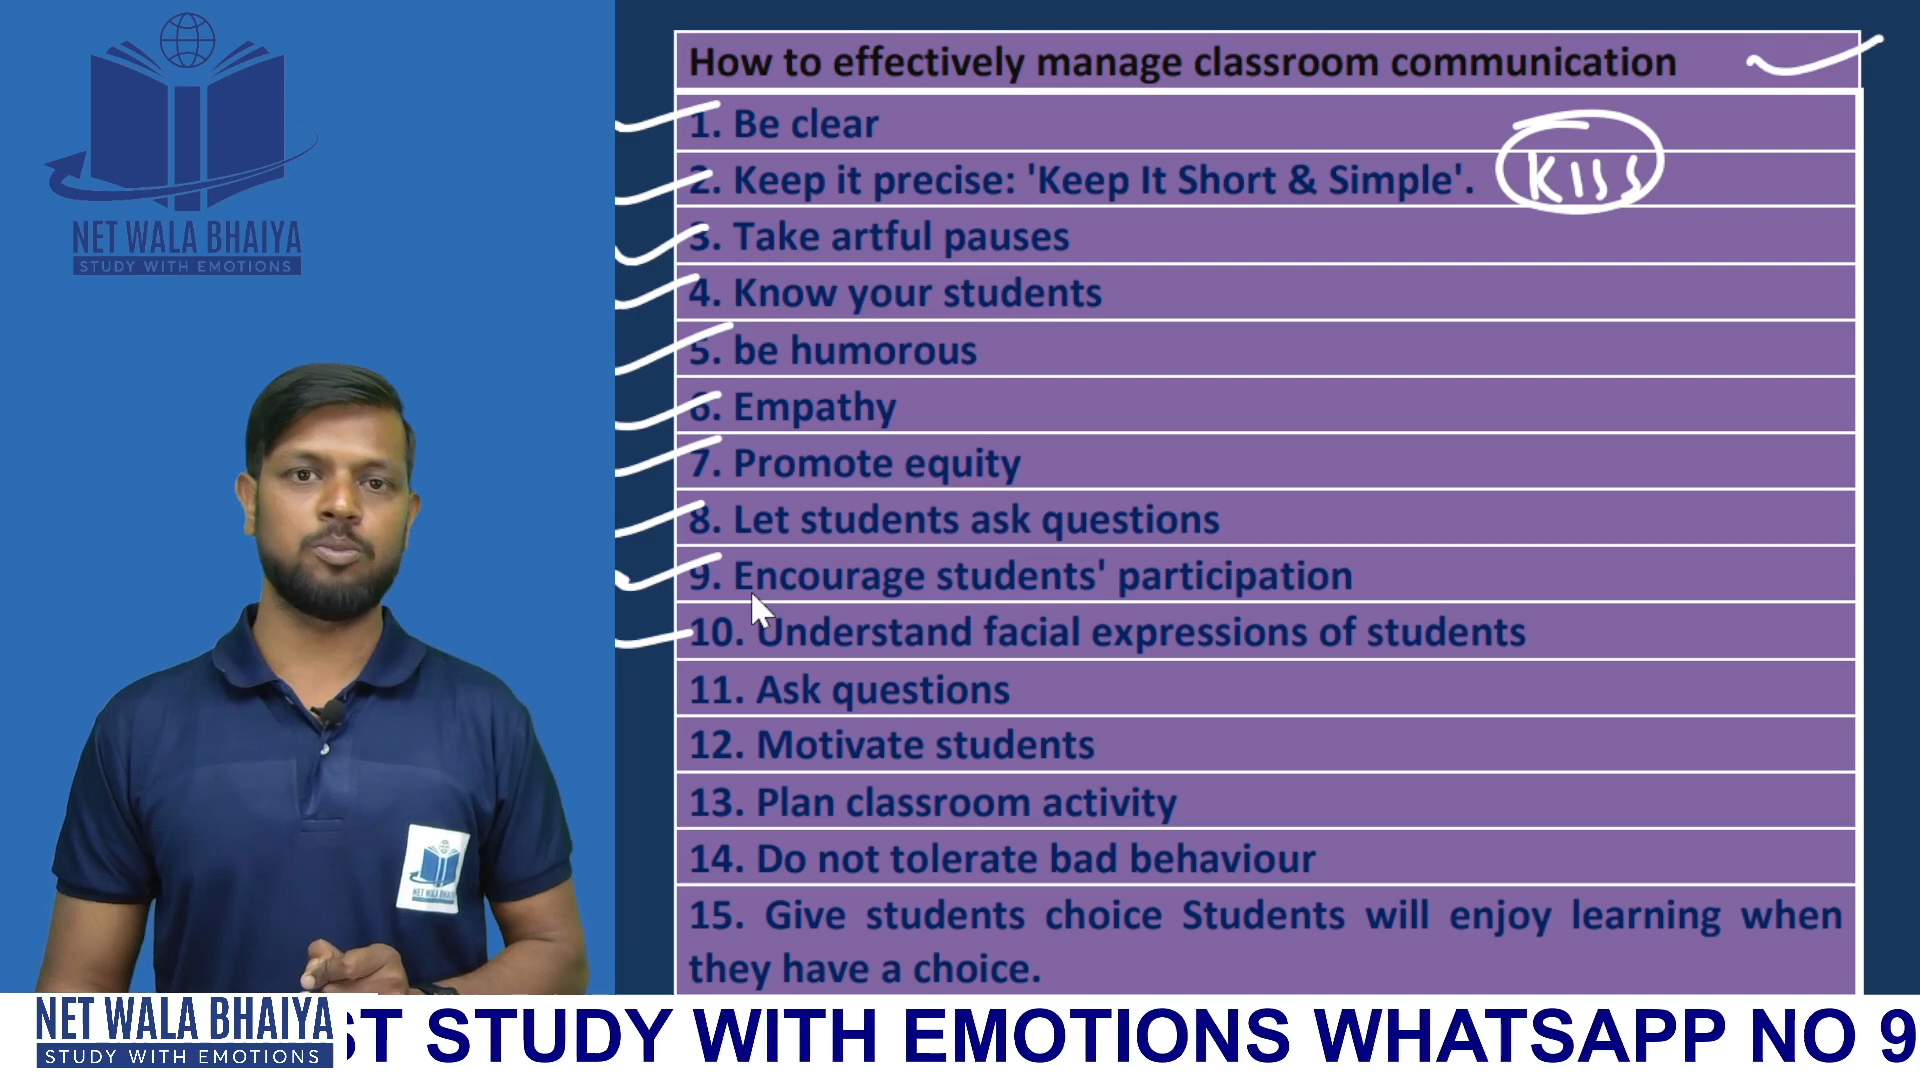 NET WALA BHAIYA
STUDY WITH EMOTIONS
How to effectively manage classroom communication
1. Be clear
2. Keep it precise: 'Keep It Short & Simple'.
KISS
3. Take artful pauses
4. Know your students
5. be humorous
6. Empathy
7. Promote equity
8. Let students ask questions
9. Encourage students' participation
10. Understand facial expressions of students
11. Ask questions
12. Motivate students
13. Plan classroom activity
14. Do not tolerate bad behaviour
15. Give students choice Students will enjoy learning when
they have a choice.
NET WALA BHAIYA
NET WALA BHAIYA
STUDY WITH EMOTIONS
ST STUDY WITH EMOTIONS WHATSAPP NO 9